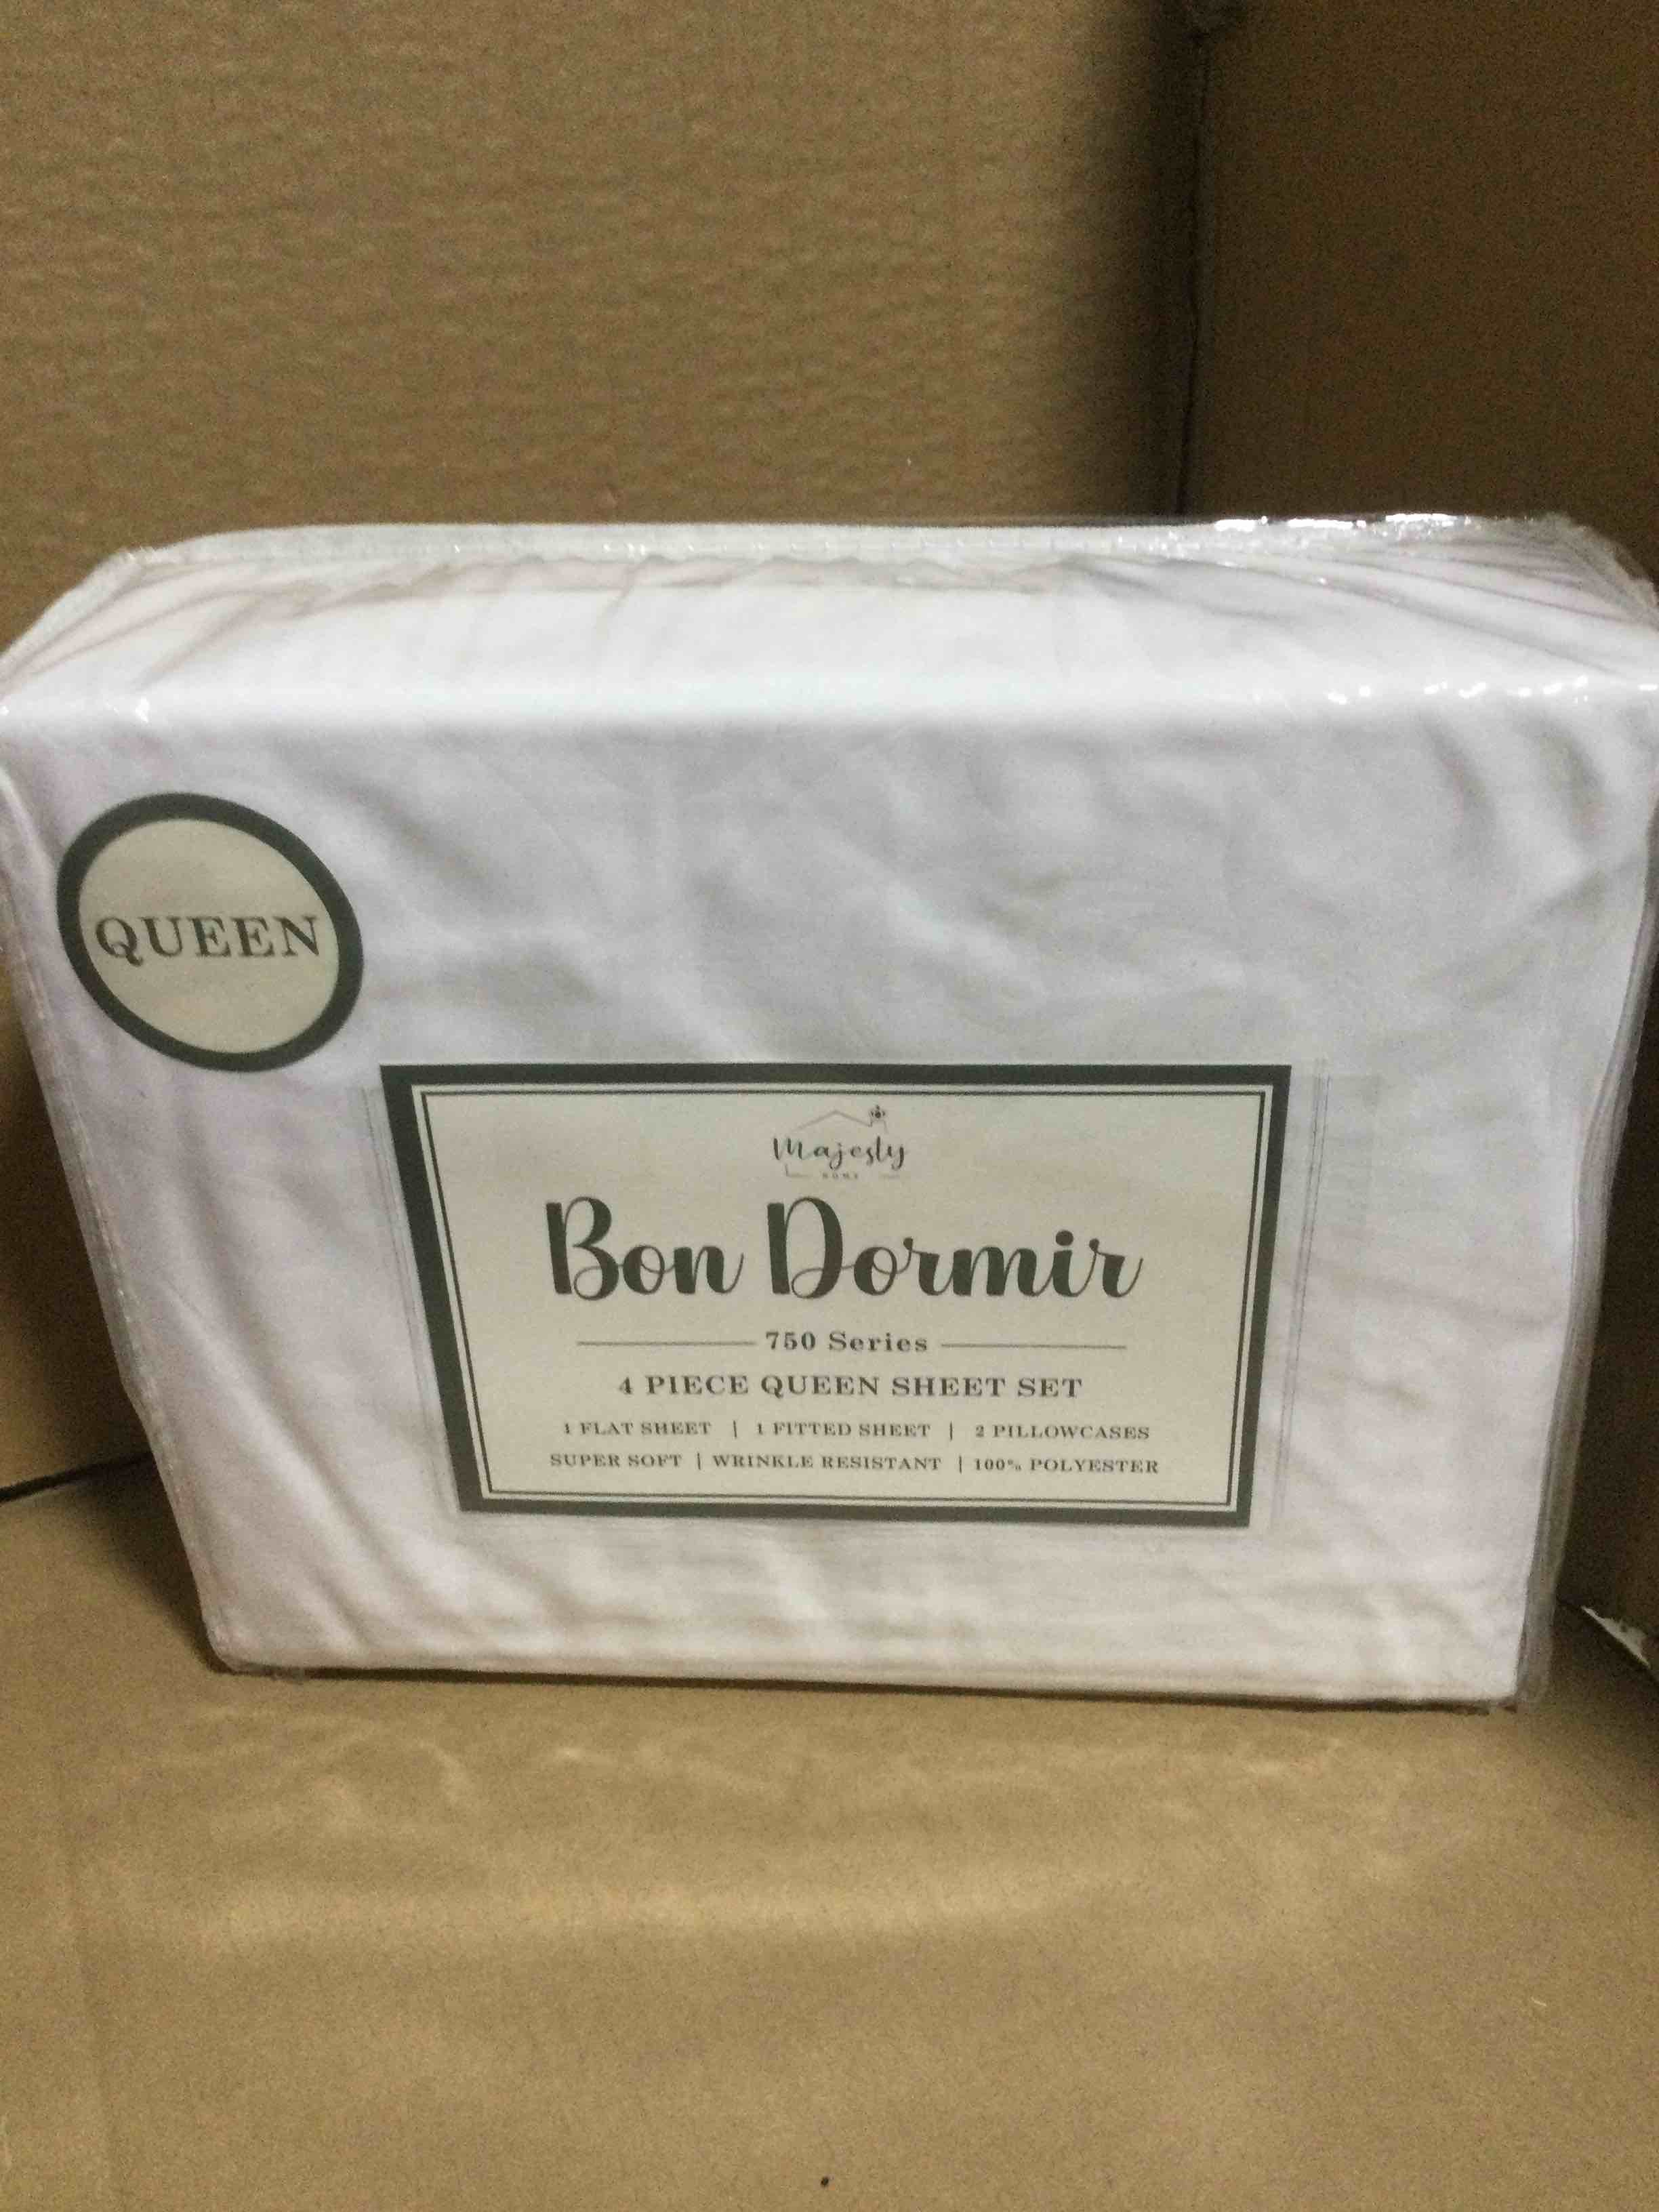 QUEEN
Majesty
HOME
Bon Dormir
750 Series
4 PIECE QUEEN SHEET SET
1 FLAT SHEET | 1 FITTED SHEET | 2 PILLOWCASES
SUPER SOFT | WRINKLE RESISTANT | 100% POLYESTER